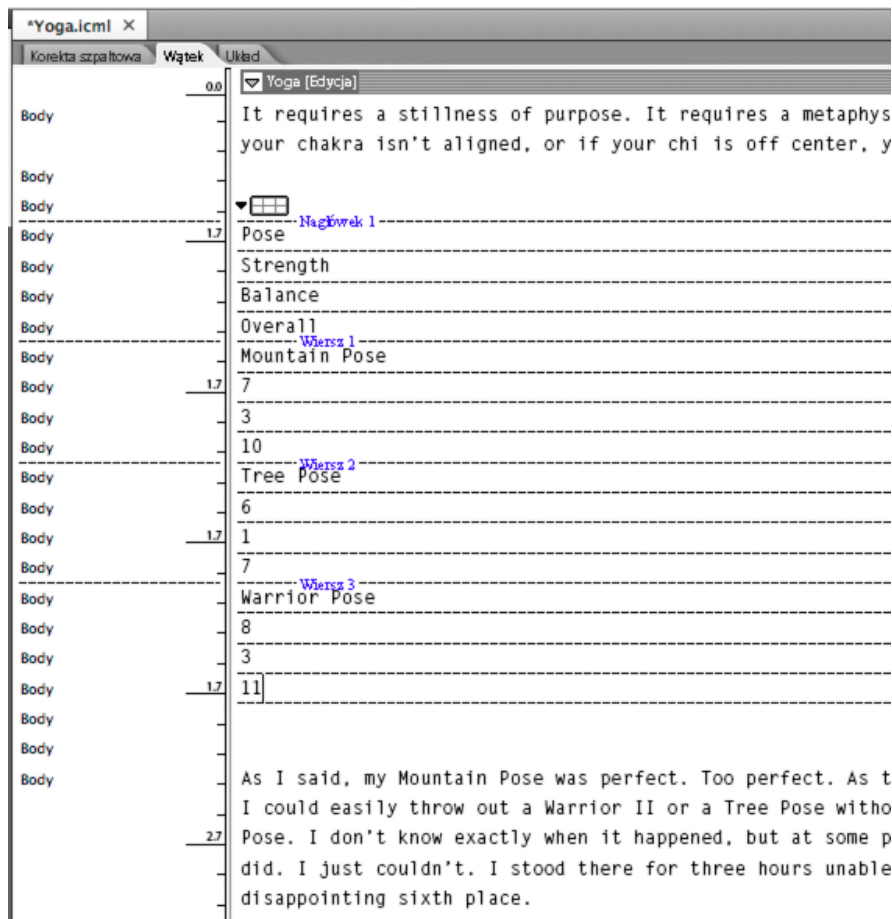 *Yoga.icml ×
Korekta szpaltowa Wątek Układ
0.0 Yoga [Edycja]
Body It requires a stillness of purpose. It requires a metaphys
your chakra isn't aligned, or if your chi is off center, y
Body
Body
Nagłówek 1
Body 1.7 Pose
Body Strength
Body Balance
Body Overall
Wiersz 1
Body Mountain Pose
Body 1.7 7
Body 3
Body 10
Wiersz 2
Body Tree Pose
Body 6
Body 1.7 1
Body 7
Wiersz 3
Body Warrior Pose
Body 8
Body 3
Body 1.7 11
Body
Body
Body As I said, my Mountain Pose was perfect. Too perfect. As t
I could easily throw out a Warrior II or a Tree Pose witho
2.7 Pose. I don't know exactly when it happened, but at some p
did. I just couldn't. I stood there for three hours unable
disappointing sixth place.